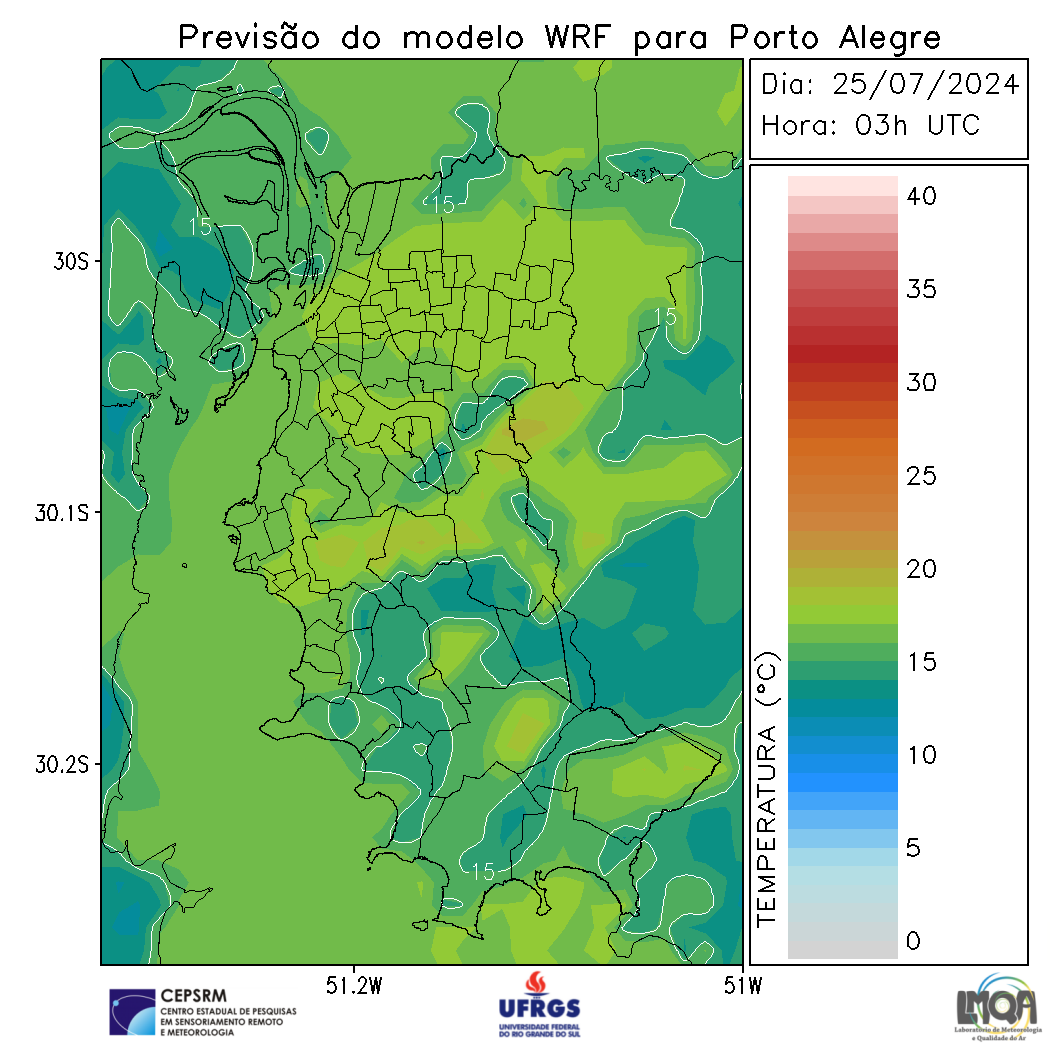 Previsão do modelo WRF para Porto Alegre
Dia: 25/07/2024
Hora: 03h UTC
40
35
30
25
20
15
10
5
0
TEMPERATURA (°C)
30S
30.1S
30.2S
51.2W
51W
15
15
15
15
CEPSRM
CENTRO ESTADUAL DE PESQUISAS
EM SENSORIAMENTO REMOTO
E METEOROLOGIA
UFRGS
UNIVERSIDADE FEDERAL
DO RIO GRANDE DO SUL
LMQA
Laboratório de Meteorologia
e Qualidade do Ar